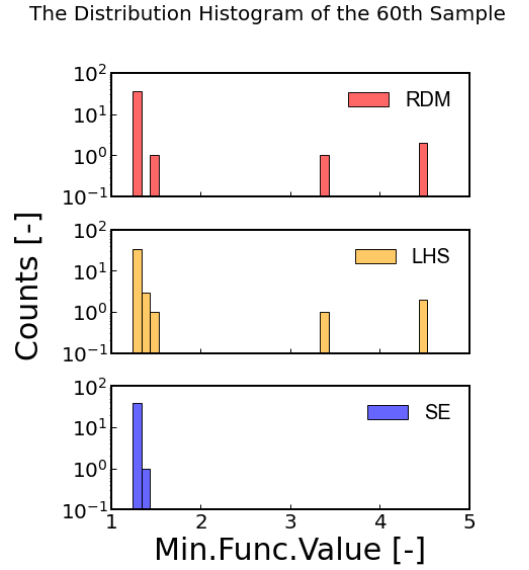 The Distribution Histogram of the 60th Sample
10^2
10^1
10^0
10^-1
RDM
10^2
10^1
10^0
10^-1
LHS
10^2
10^1
10^0
10^-1
SE
Counts [-]
1 2 3 4 5
Min.Func.Value [-]